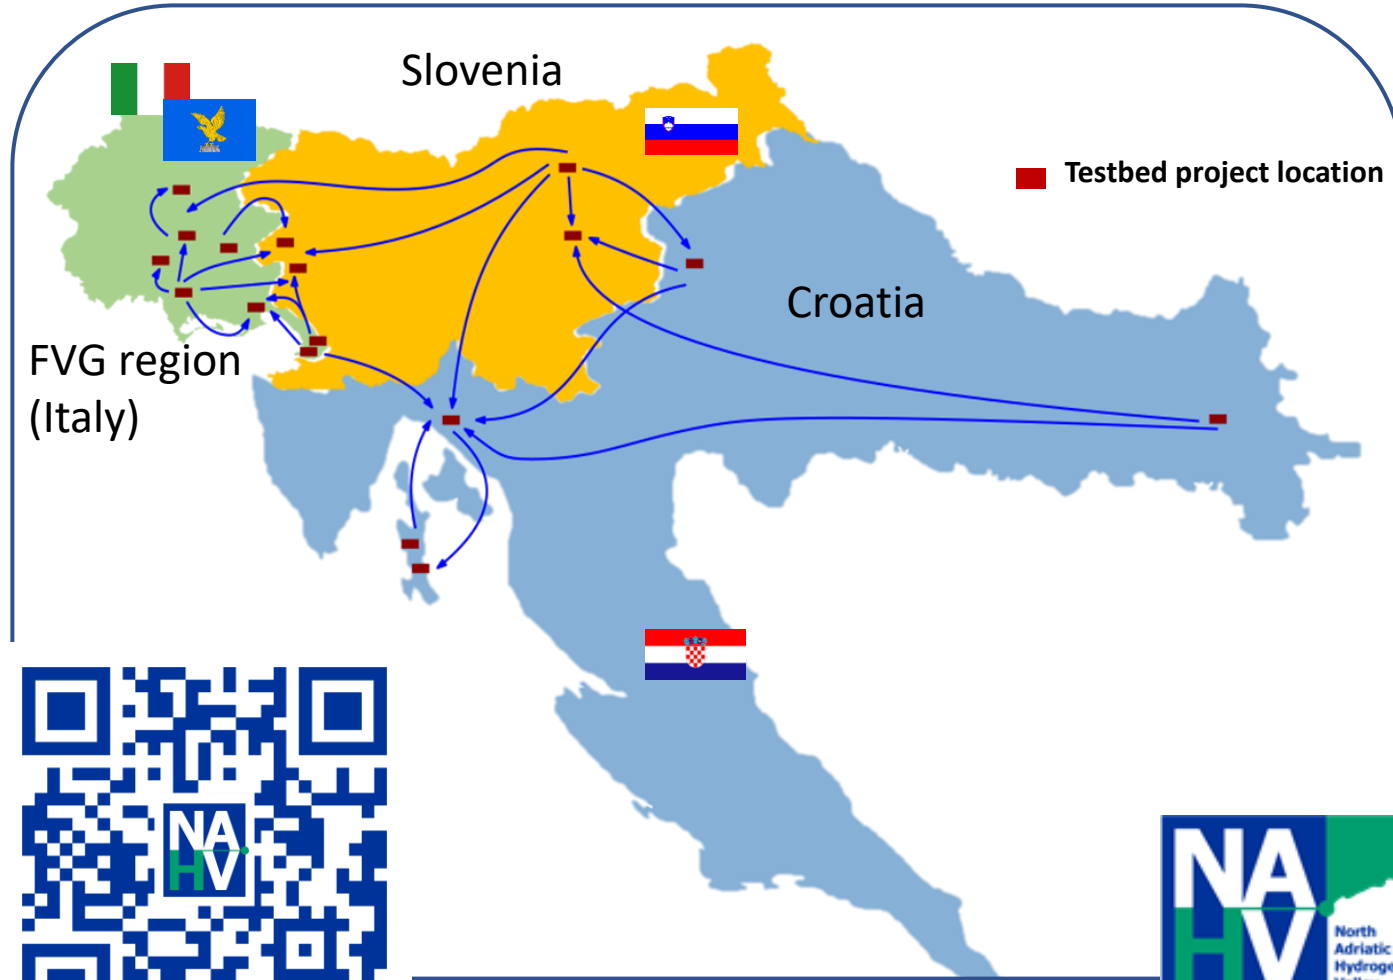 Slovenia
Testbed project location
Croatia
FVG region
(Italy)
NA
HV
NA
HV
North
Adriatic